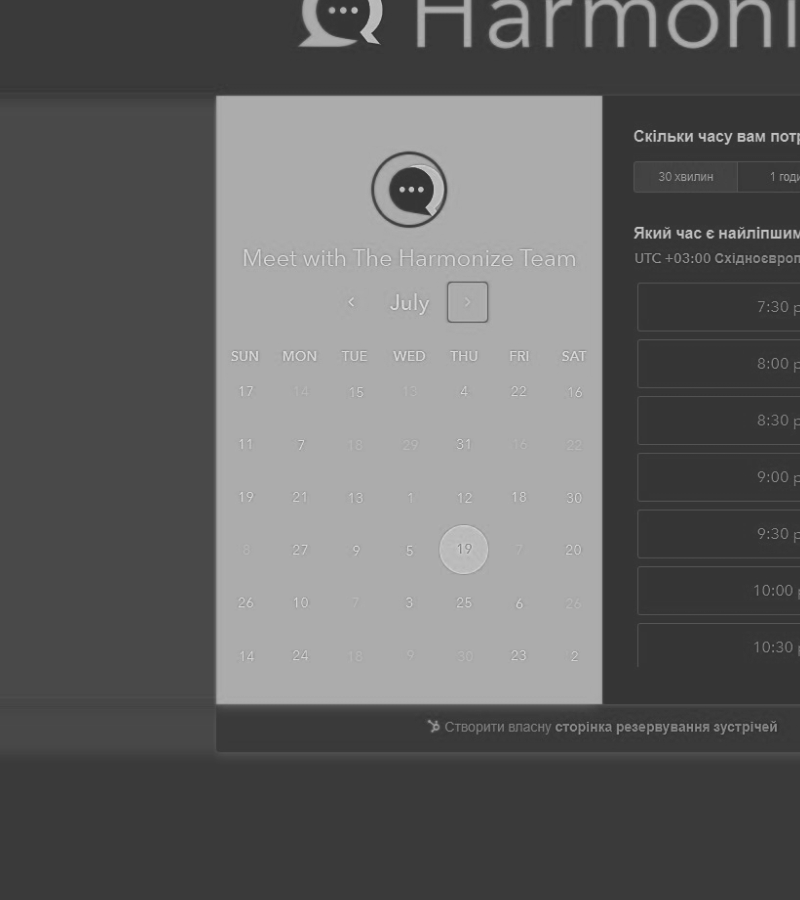 Harmoni
Meet with The Harmonize Team
July
SUN MON TUE WED THU FRI SAT
17 14 15 13 4 22 16
11 7 18 29 31 16 22
19 21 13 1 12 18 30
8 27 9 5 19 7 20
26 10 7 3 25 6 26
14 24 18 9 30 23 2
Скільки часу вам потр
30 хвилин 1 годи
Який час є найліпшим
UTC +03:00 Східноєвроп
7:30 p
8:00 p
8:30 p
9:00 p
9:30 p
10:00 p
10:30 p
Створити власну сторінка резервування зустрічей